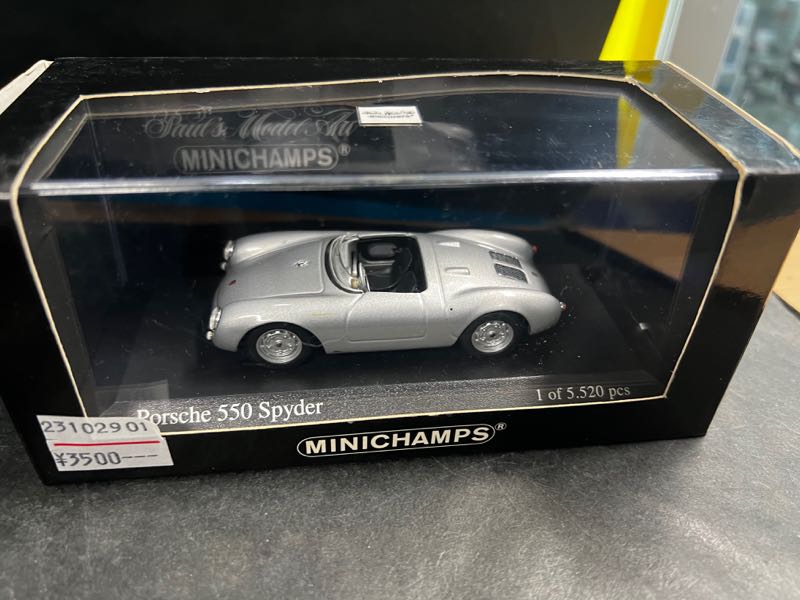 Paul's Model Art
MINICHAMPS®
Porsche 550 Spyder
1 of 5.520 pcs
MINICHAMPS®
23102901
¥3500---